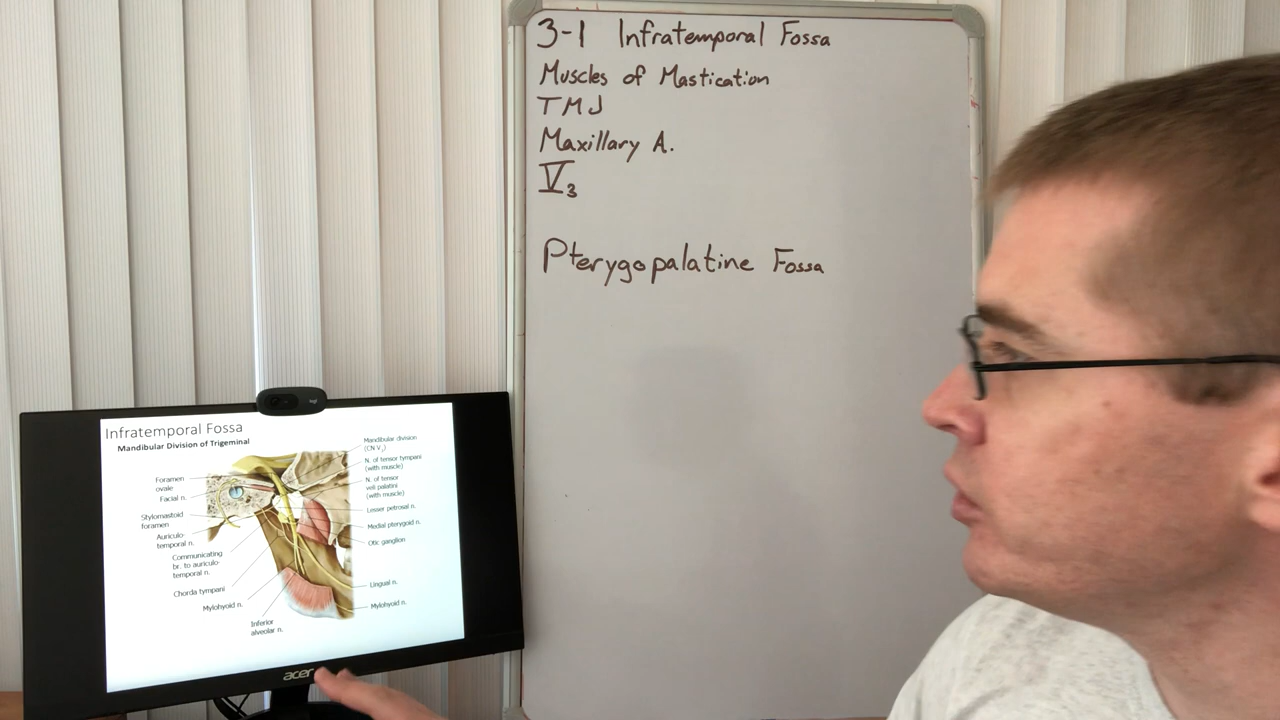 3-1 Infratemporal Fossa
Muscles of Mastication
TMJ
Maxillary A.
V3
Pterygopalatine Fossa
Infratemporal Fossa
Mandibular Division of Trigeminal
Foramen
ovale
Facial n.
Stylomastoid
foramen
Auriculo-
temporal n.
Communicating
br. to auriculo-
temporal n.
Chorda tympani
Mylohyoid n.
Inferior
alveolar n.
Mandibular division
(CN V3)
N. of tensor tympani
(with muscle)
N. of tensor
veli palatini
(with muscle)
Lesser petrosal n.
Medial pterygoid n.
Otic ganglion
Lingual n.
Mylohyoid n.
acer
logi